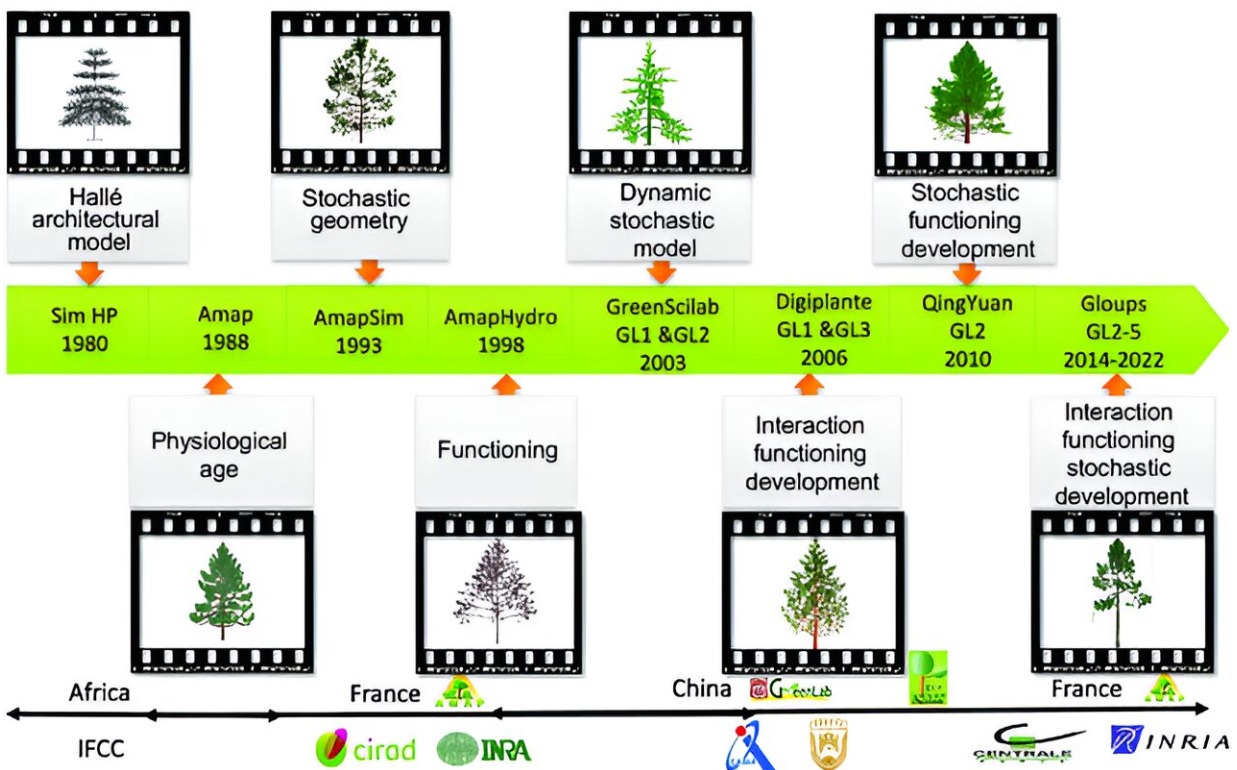 Hallé
architectural
model
Stochastic
geometry
Dynamic
stochastic
model
Stochastic
functioning
development
Sim HP
1980
Amap
1988
AmapSim
1993
AmapHydro
1998
GreenScilab
GL1 &GL2
2003
Digiplante
GL1 &GL3
2006
QingYuan
GL2
2010
Gloups
GL2-5
2014-2022
Physiological
age
Functioning
Interaction
functioning
development
Interaction
functioning
stochastic
development
Africa
France
China
France
IFCC
cirad
INRA
CENTRALE
INRIA